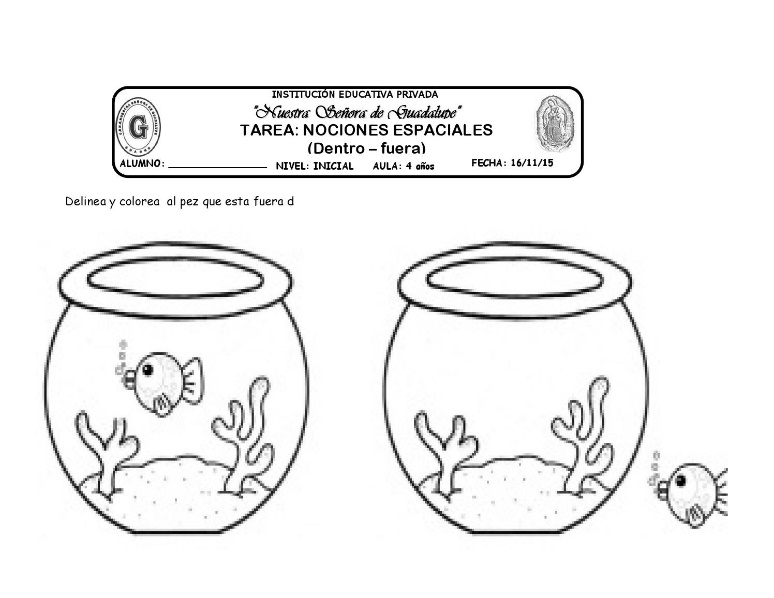 INSTITUCIÓN EDUCATIVA PRIVADA
"Nuestra Señora de Guadalupe"
TAREA: NOCIONES ESPACIALES
(Dentro – fuera)
ALUMNO: ____________________ NIVEL: INICIAL AULA: 4 años FECHA: 16/11/15
Delinea y colorea al pez que esta fuera d
G